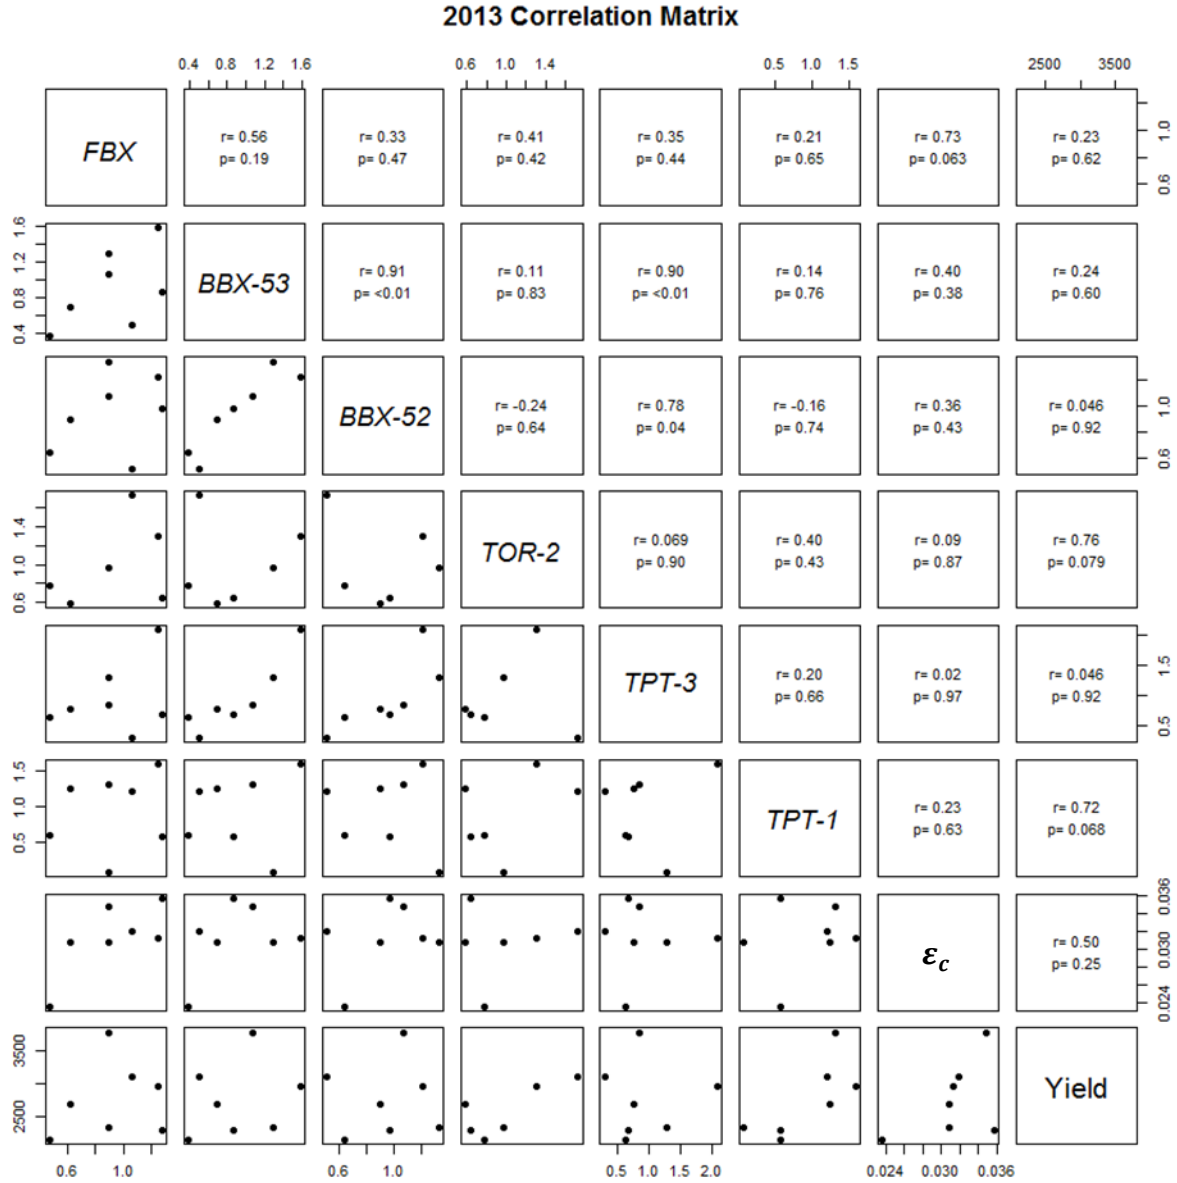 2013 Correlation Matrix
0.4 0.8 1.2 1.6 0.6 1.0 1.4 0.5 1.0 1.5 2500 3500
FBX
r= 0.56 r= 0.33 r= 0.41 r= 0.35 r= 0.21 r= 0.73 r= 0.23
p= 0.19 p= 0.47 p= 0.42 p= 0.44 p= 0.65 p= 0.063 p= 0.62
0.6 1.0
0.4 0.8 1.2 1.6
BBX-53
r= 0.91 r= 0.11 r= 0.90 r= 0.14 r= 0.40 r= 0.24
p= <0.01 p= 0.83 p= <0.01 p= 0.76 p= 0.38 p= 0.60
BBX-52
r= -0.24 r= 0.78 r= -0.16 r= 0.36 r= 0.046
p= 0.64 p= 0.04 p= 0.74 p= 0.43 p= 0.92
0.6 1.0
0.6 1.0 1.4
TOR-2
r= 0.069 r= 0.40 r= 0.09 r= 0.76
p= 0.90 p= 0.43 p= 0.87 p= 0.079
TPT-3
r= 0.20 r= 0.02 r= 0.046
p= 0.66 p= 0.97 p= 0.92
0.5 1.5
0.5 1.0 1.5
TPT-1
r= 0.23 r= 0.72
p= 0.63 p= 0.068
εc
r= 0.50
p= 0.25
0.024 0.030 0.036
2500 3500
Yield
0.6 1.0 0.6 1.0 0.5 1.0 1.5 2.0 0.024 0.030 0.036